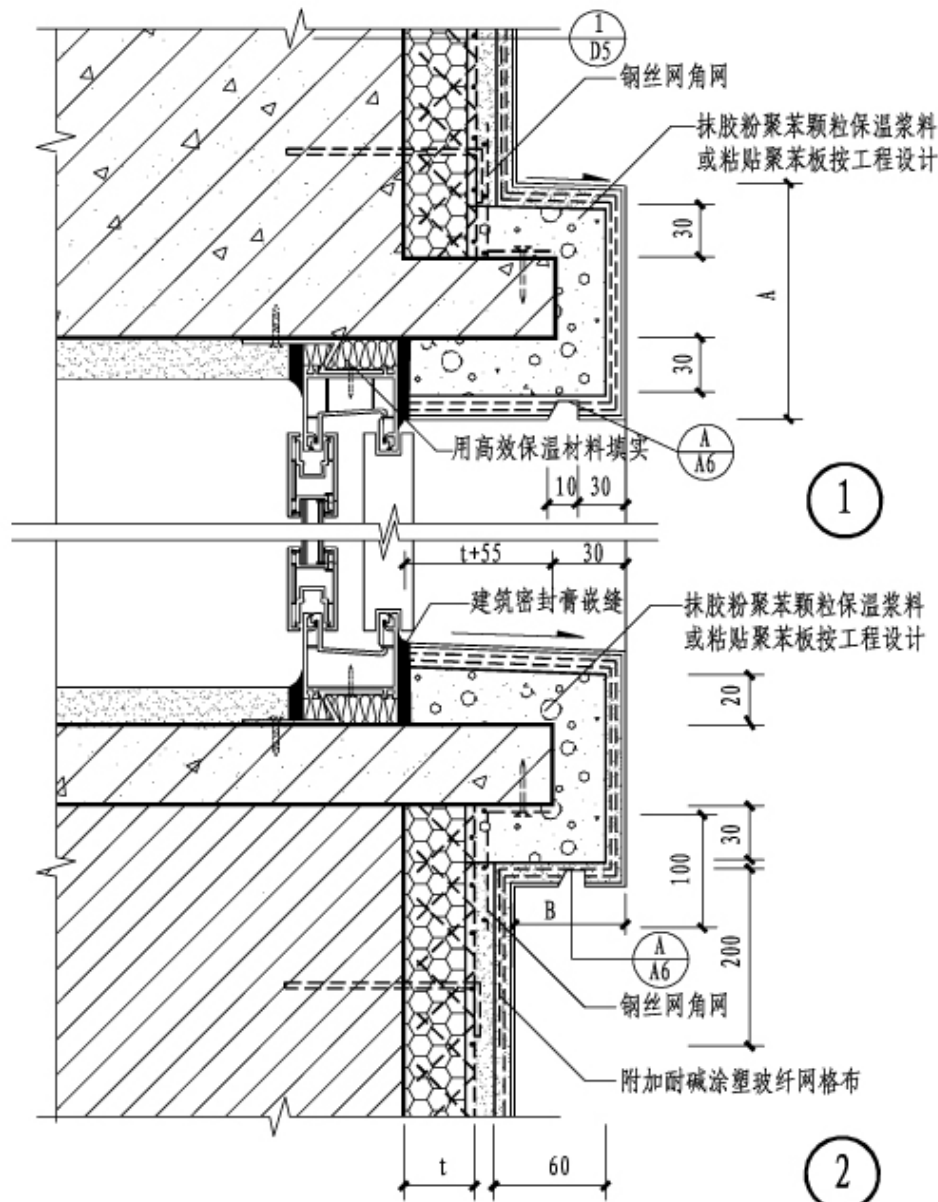 1
D5
钢丝网角网
抹胶粉聚苯颗粒保温浆料
或粘贴聚苯板按工程设计
30
A
30
用高效保温材料填实
A
A6
10
30
1
t+55
30
建筑密封膏嵌缝
抹胶粉聚苯颗粒保温浆料
或粘贴聚苯板按工程设计
20
30
100
B
200
A
A6
钢丝网角网
附加耐碱涂塑玻纤网格布
t
60
2